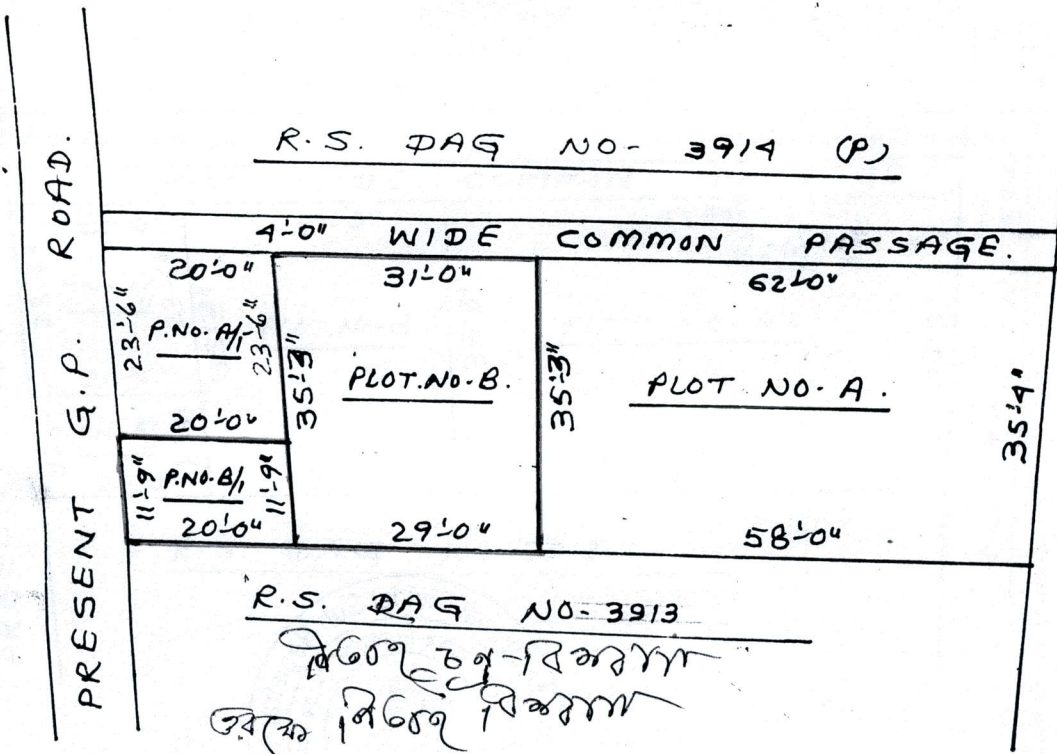 R.S. DAG NO- 3914 (P)
PRESENT G.P. ROAD.
4'-0" WIDE COMMON PASSAGE.
20'-0" 31'-0" 62'-0"
23'-6" P.NO. A/1 23'-6"
35'-3" PLOT.NO-B. 35'-3" PLOT NO-A. 35'-4"
20'-0"
11'-9" P.NO-B/1 11'-9"
20'-0" 29'-0" 58'-0"
R.S. DAG NO- 3913